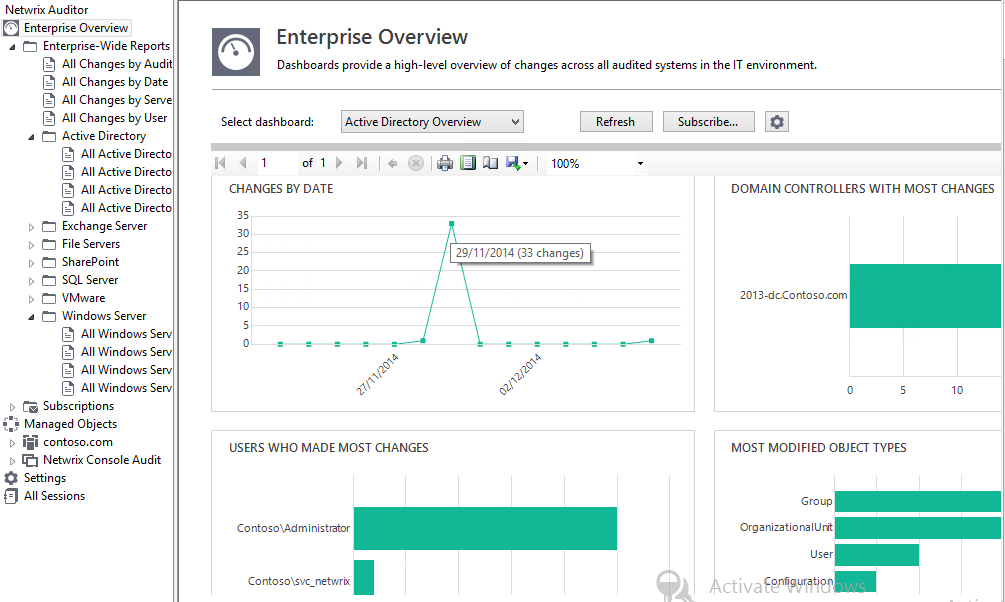 Netwrix Auditor
Enterprise Overview
Enterprise-Wide Reports
All Changes by Audit
All Changes by Date
All Changes by Serve
All Changes by User
Active Directory
All Active Directo
All Active Directo
All Active Directo
All Active Directo
Exchange Server
File Servers
SharePoint
SQL Server
VMware
Windows Server
All Windows Serv
All Windows Serv
All Windows Serv
All Windows Serv
Subscriptions
Managed Objects
contoso.com
Netwrix Console Audit
Settings
All Sessions
Enterprise Overview
Dashboards provide a high-level overview of changes across all audited systems in the IT environment.
Select dashboard: Active Directory Overview Refresh Subscribe...
1 of 1 100%
CHANGES BY DATE
35
30
25
20
15
10
5
0
29/11/2014 (33 changes)
27/11/2014 02/12/2014
DOMAIN CONTROLLERS WITH MOST CHANGES
2013-dc.Contoso.com
0 5 10
USERS WHO MADE MOST CHANGES
Contoso\Administrator
Contoso\svc_netwrix
MOST MODIFIED OBJECT TYPES
Group
OrganizationalUnit
User
Configuration
Activate Windows